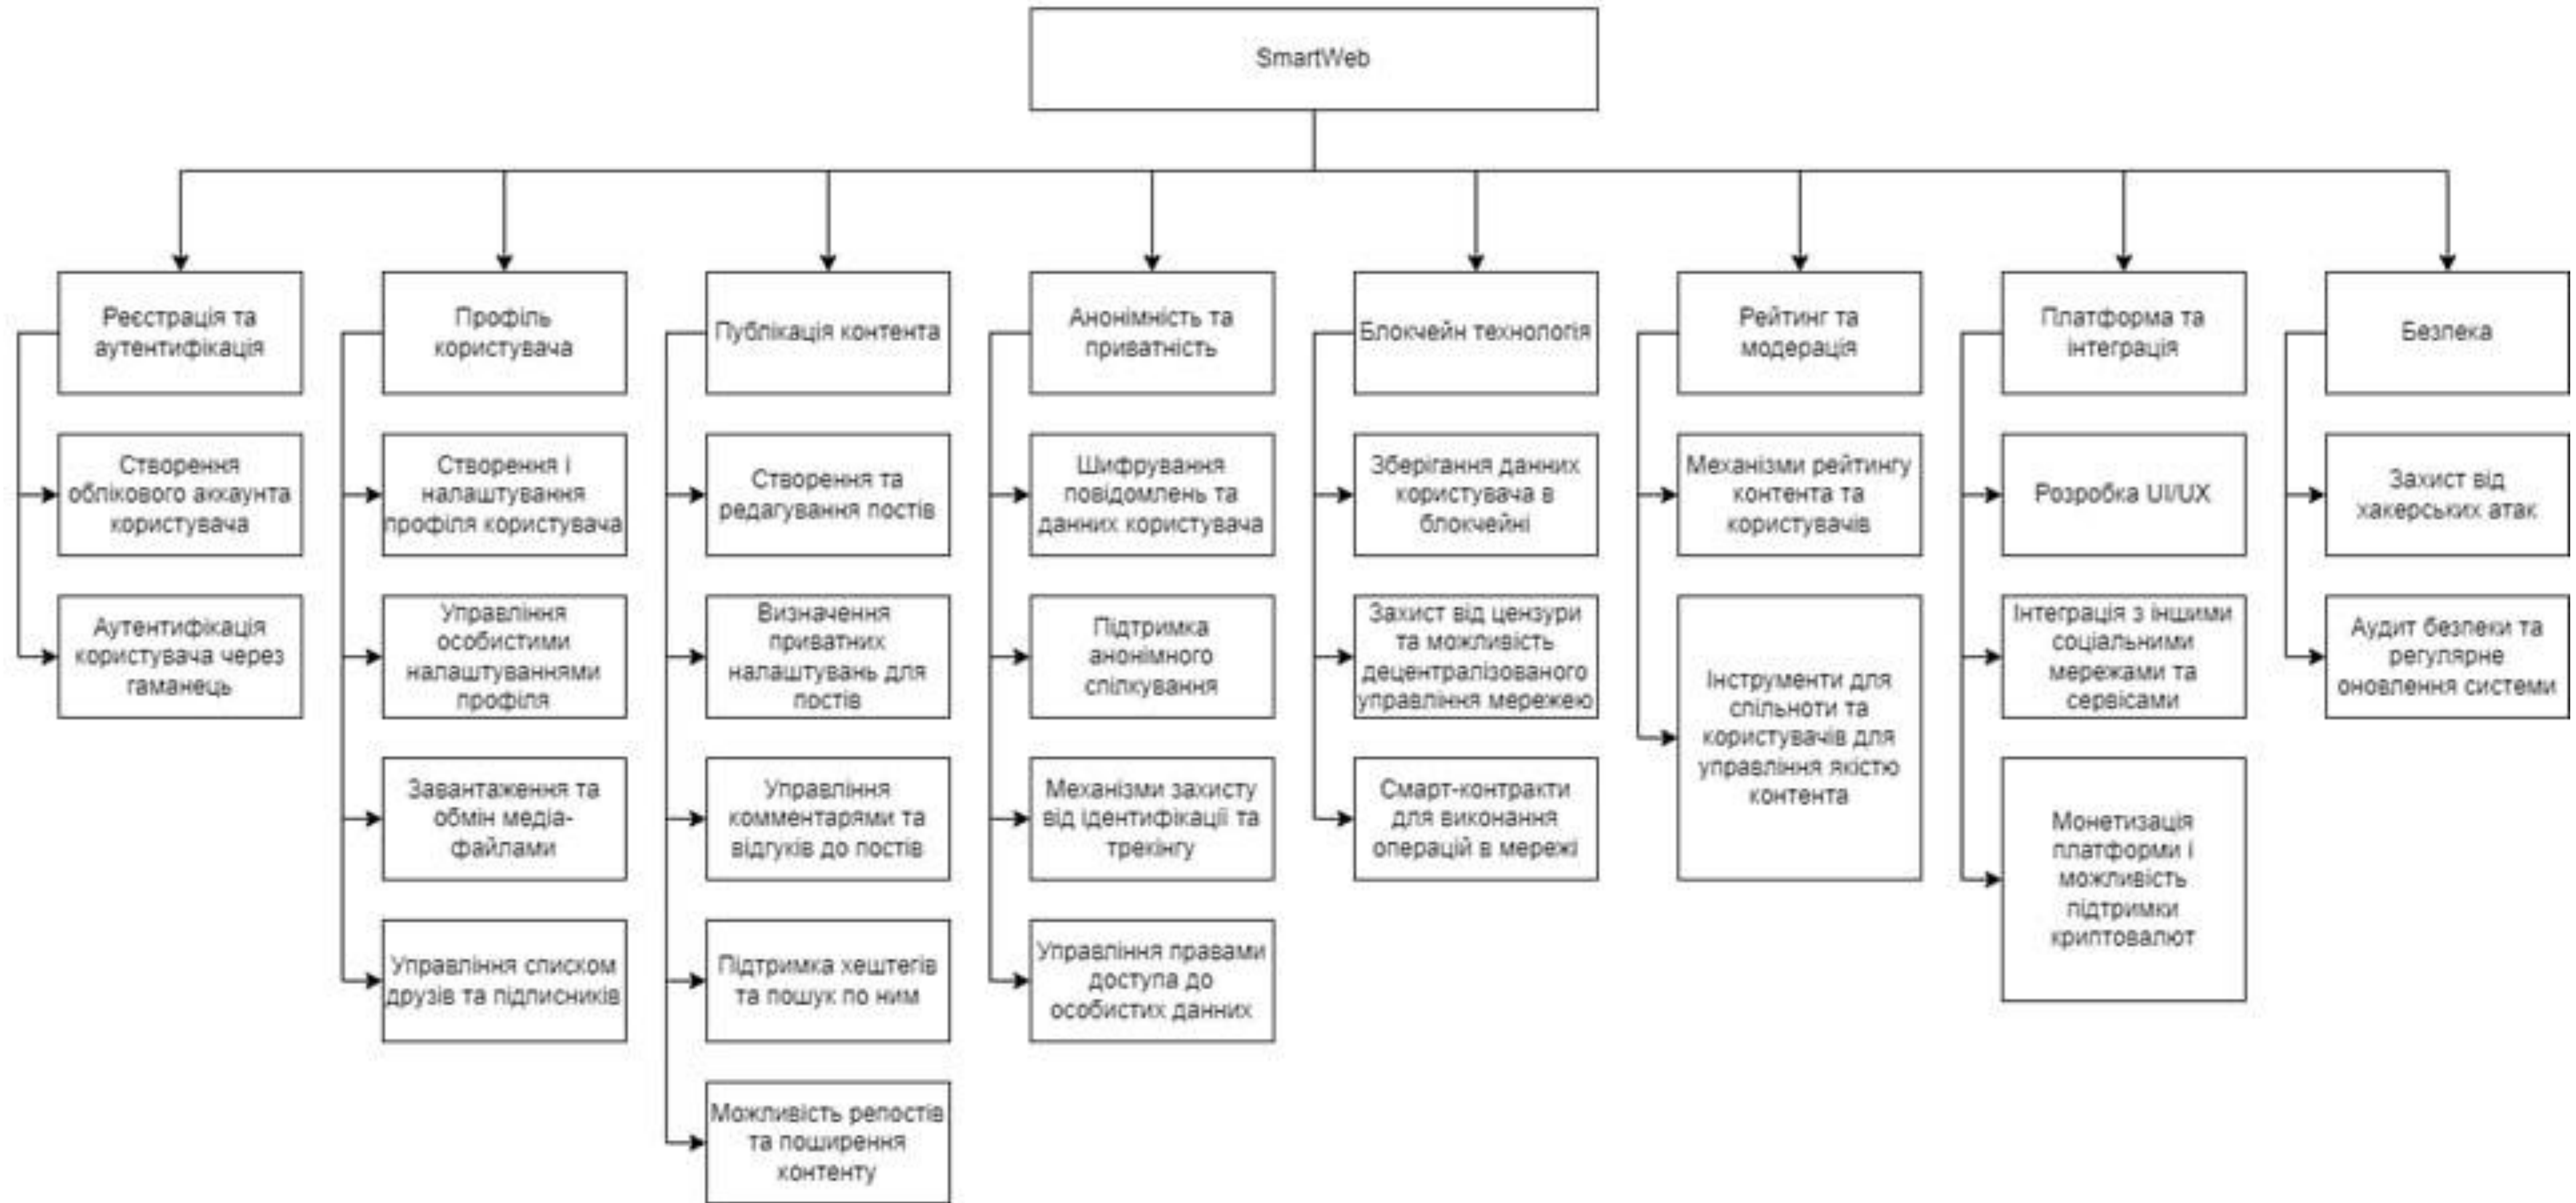 SmartWeb
Реєстрація та
аутентифікація
Створення
облікового аккаунта
користувача
Аутентифікація
користувача через
гаманець
Профіль
користувача
Створення і
налаштування
профіля користувача
Управління
особистими
налаштуваннями
профіля
Завантаження та
обмін медіа-
файлами
Управління списком
друзів та підписників
Публікація контента
Створення та
редагування постів
Визначення
приватних
налаштувань для
постів
Управління
комментарями та
відгуків до постів
Підтримка хештегів
та пошук по ним
Можливість репостів
та поширення
контенту
Анонімність та
приватність
Шифрування
повідомлень та
данних користувача
Підтримка
анонімного
спілкування
Механізми захисту
від ідентифікації та
трекінгу
Управління правами
доступа до
особистих данних
Блокчейн технологія
Зберігання данних
користувача в
блокчейні
Захист від цензури
та можливість
децентралізованого
управління мережею
Смарт-контракти
для виконання
операцій в мережі
Рейтинг та
модерація
Механізми рейтингу
контента та
користувачів
Інструменти для
спільноти та
користувачів для
управління якістю
контента
Платформа та
інтеграція
Розробка UI/UX
Інтеграція з іншими
соціальними
мережами та
сервісами
Монетизація
платформи і
можливість
підтримки
криптовалют
Безпека
Захист від
хакерських атак
Аудит безпеки та
регулярне
оновлення системи